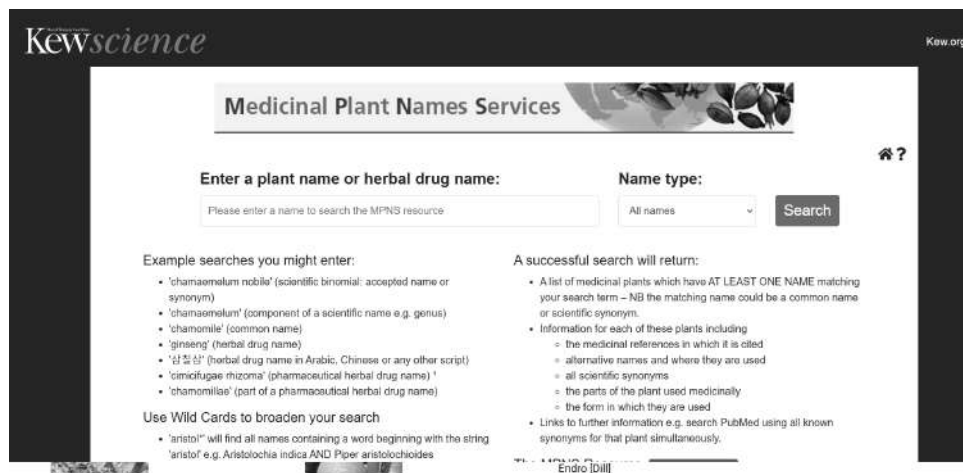 Kewscience
Kew.org
Medicinal Plant Names Services
Enter a plant name or herbal drug name:
Name type:
Please enter a name to search the MPNS resource
All names
Search
Example searches you might enter:
• 'chamaemelum nobile' (scientific binomial: accepted name or
synonym)
• 'chamaemelum' (component of a scientific name e.g. genus)
• 'chamomile' (common name)
• 'ginseng' (herbal drug name)
• '삼칠삼' (herbal drug name in Arabic, Chinese or any other script)
• 'cimicifugae rhizoma' (pharmaceutical herbal drug name) ¹
• 'chamomillae' (part of a pharmaceutical herbal drug name)
Use Wild Cards to broaden your search
• 'aristol*' will find all names containing a word beginning with the string
'aristol' e.g. Aristolochia indica AND Piper aristolochioides
A successful search will return:
• A list of medicinal plants which have AT LEAST ONE NAME matching
your search term – NB the matching name could be a common name
or scientific synonym.
• Information for each of these plants including
◦ the medicinal references in which it is cited
◦ alternative names and where they are used
◦ all scientific synonyms
◦ the parts of the plant used medicinally
◦ the form in which they are used
• Links to further information e.g. search PubMed using all known
synonyms for that plant simultaneously.
The MPNS Resource
Endro [Dill]